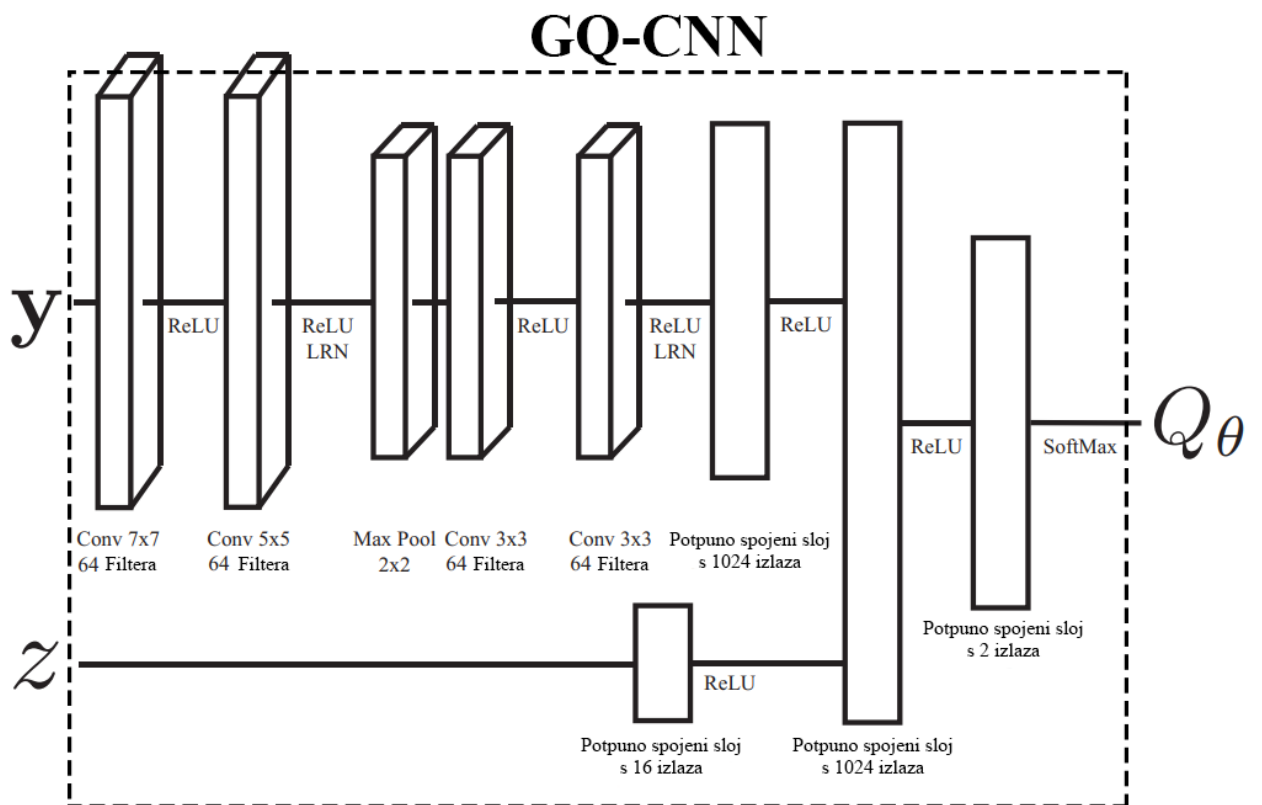 GQ-CNN
y
ReLU
ReLU
LRN
ReLU
ReLU
LRN
ReLU
Conv 7x7
64 Filtera
Conv 5x5
64 Filtera
Max Pool
2x2
Conv 3x3
64 Filtera
Conv 3x3
64 Filtera
Potpuno spojeni sloj
s 1024 izlaza
z
ReLU
Potpuno spojeni sloj
s 16 izlaza
Potpuno spojeni sloj
s 1024 izlaza
ReLU
Potpuno spojeni sloj
s 2 izlaza
SoftMax
Qθ